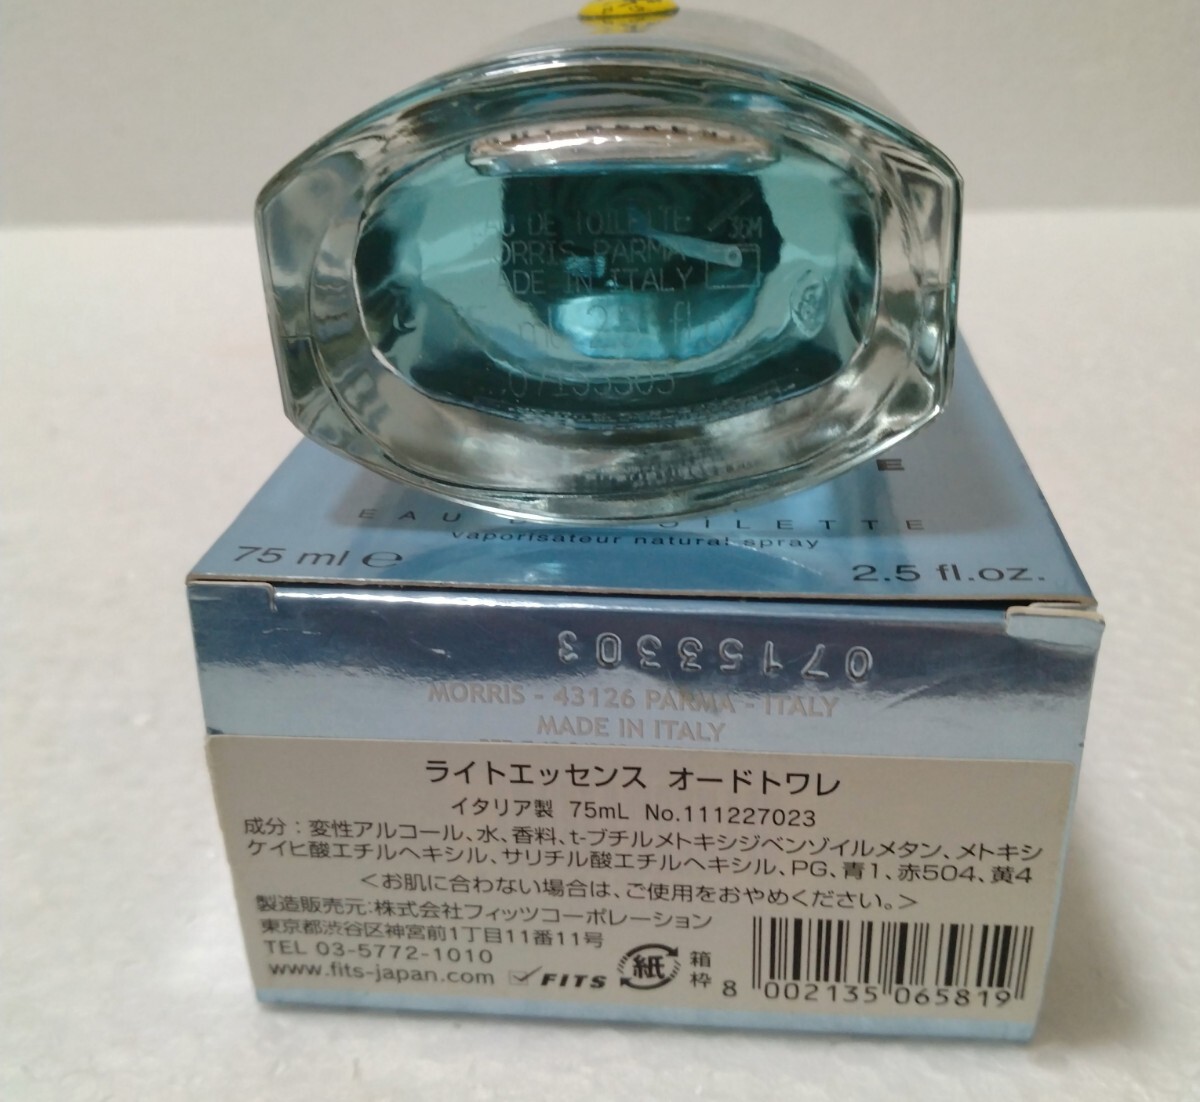 EAU DE TOILETTE
36M
MORRIS PARMA
MADE IN ITALY
2.5 fl.oz
07153303
EAU DE TOILETTE
vaporisateur natural spray
75 ml ℮
2.5 fl.oz.
07153303
MORRIS - 43126 PARMA - ITALY
MADE IN ITALY
ライトエッセンス オードトワレ
イタリア製 75mL No.111227023
成分：変性アルコール、水、香料、t-ブチルメトキシジベンゾイルメタン、メトキシ
ケイヒ酸エチルヘキシル、サリチル酸エチルヘキシル、PG、青1、赤504、黄4
＜お肌に合わない場合は、ご使用をおやめください。＞
製造販売元：株式会社フィッツコーポレーション
東京都渋谷区神宮前1丁目11番11号
TEL 03-5772-1010
www.fits-japan.com FITS
紙
箱
枠
8 002135 065819